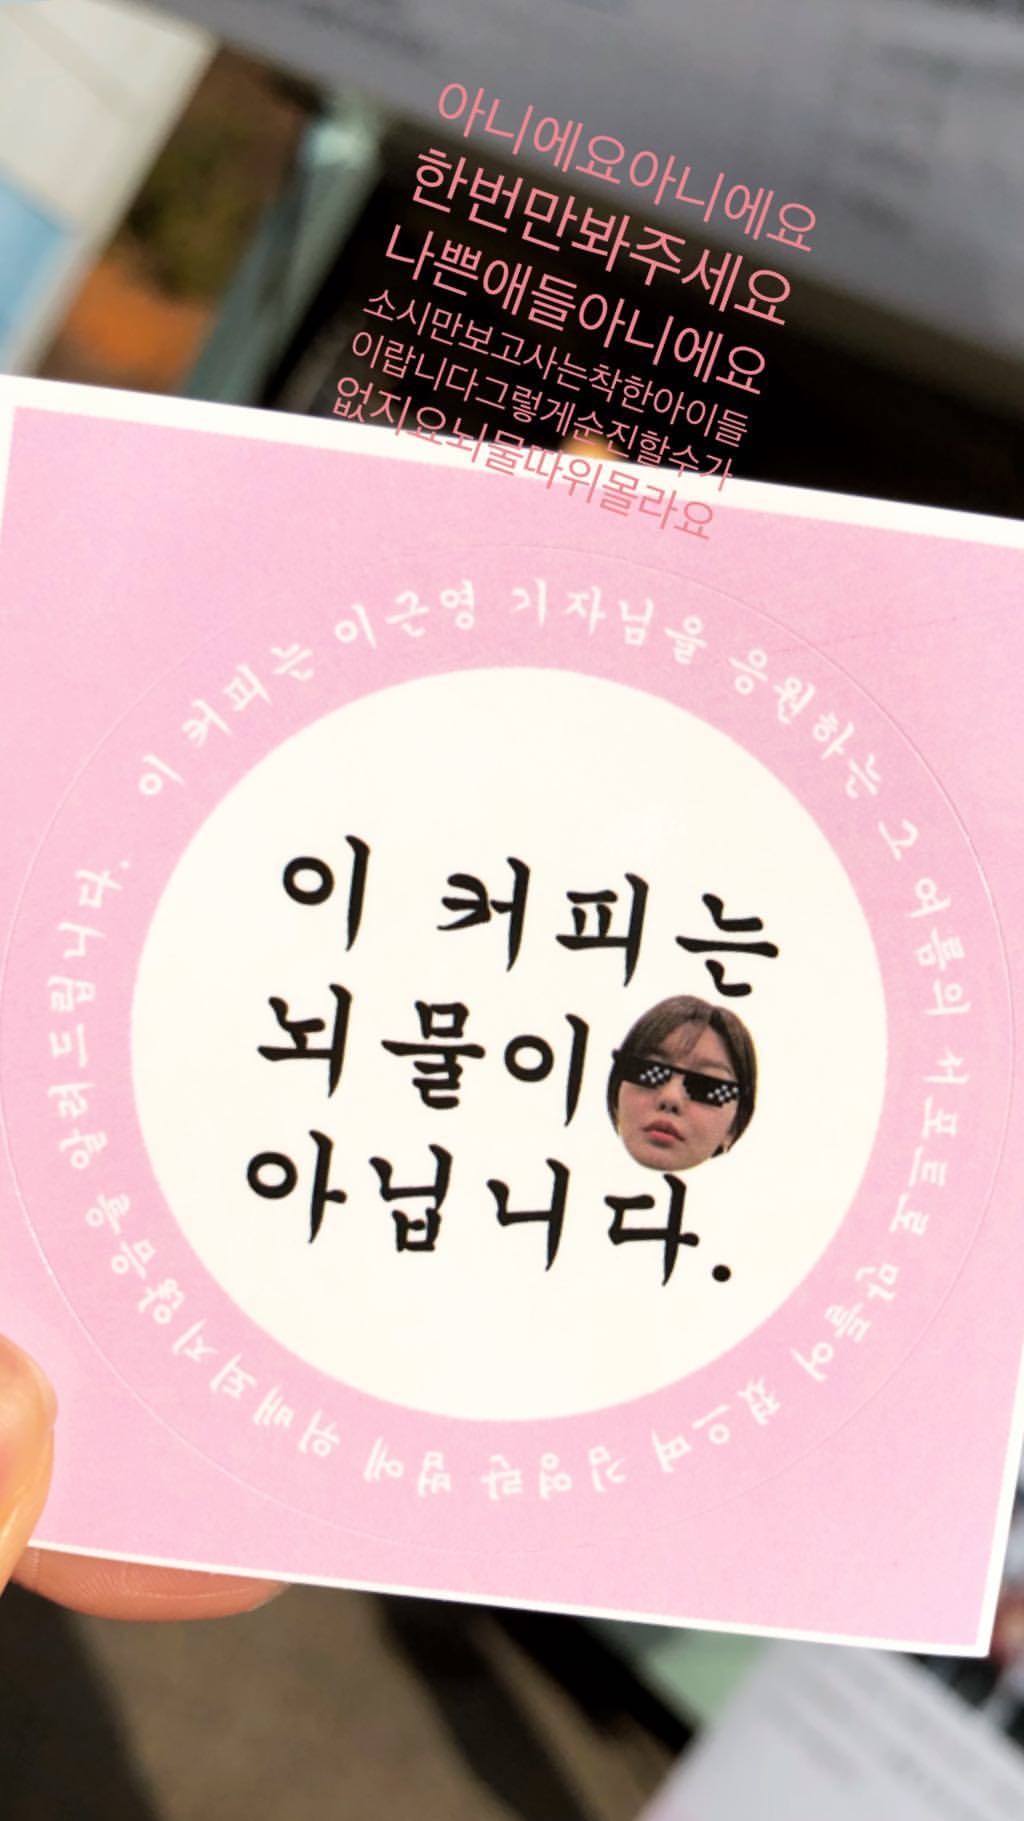 아니에요아니에요
한번만봐주세요
나쁜애들아니에요
소시만보고사는착한아이들
이랍니다그렇게순진할수가
없지요뇌물따위몰라요
이 커피는 이근영 기자님을 응원하는 그 여름의 서포트로 만들어 졌으며 김영란 법에 위배되지않음을 알려드립니다.
이 커피는
뇌물이
아닙니다.